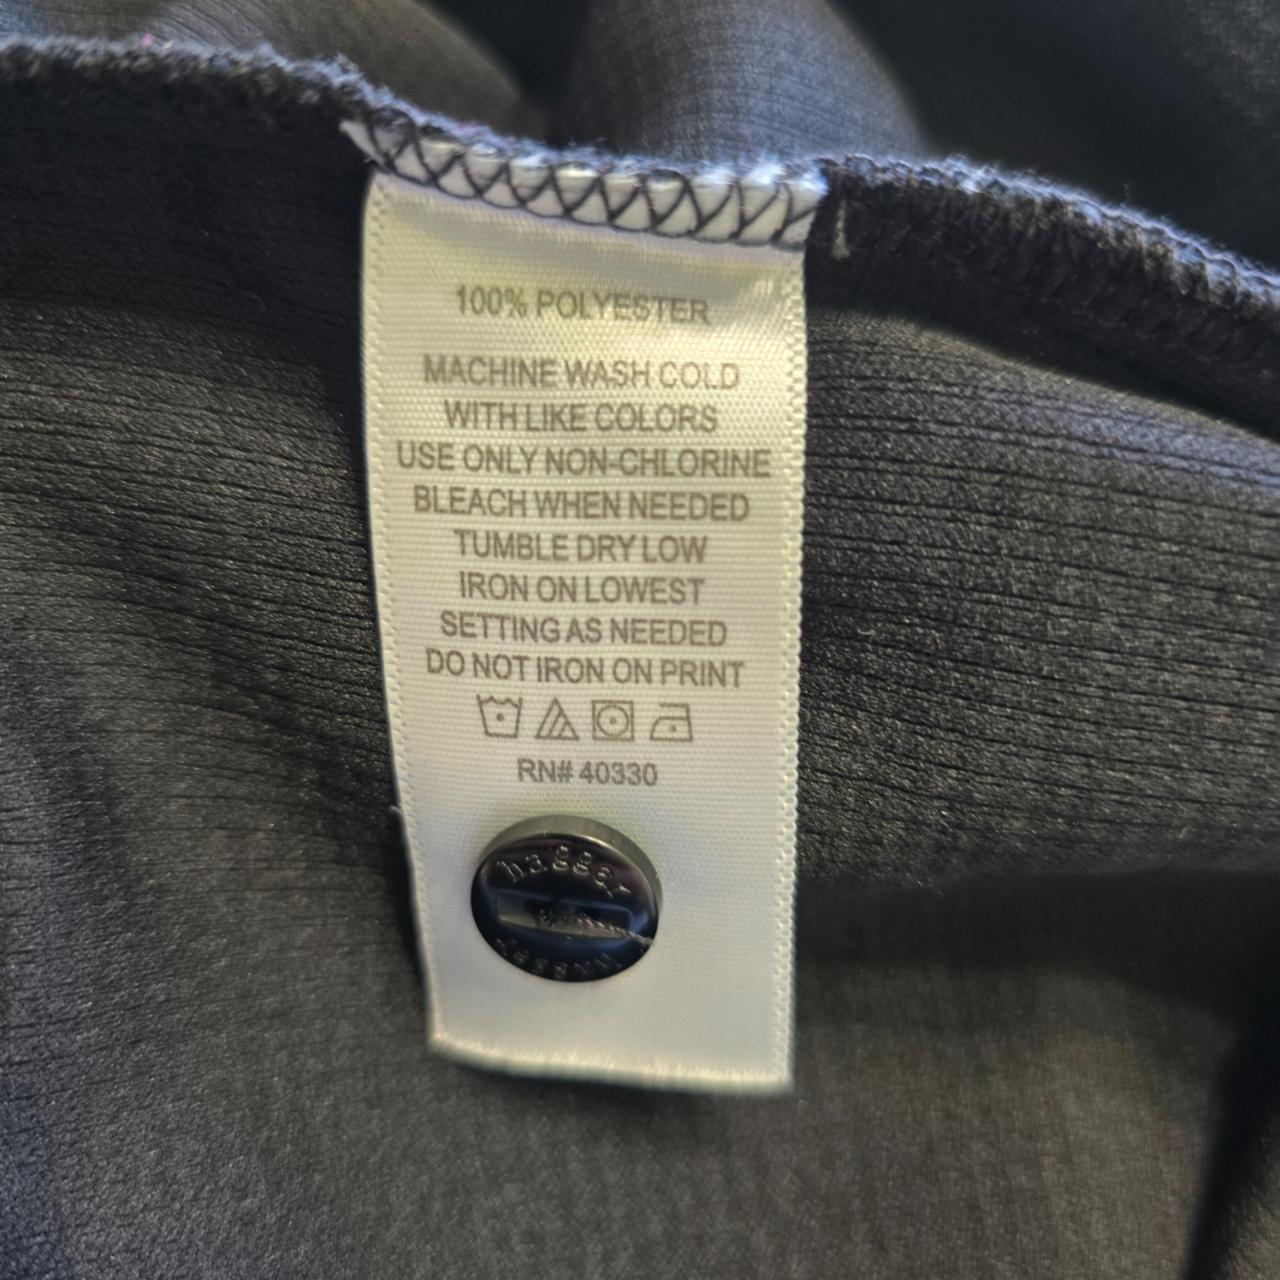 100% POLYESTER
MACHINE WASH COLD
WITH LIKE COLORS
USE ONLY NON-CHLORINE
BLEACH WHEN NEEDED
TUMBLE DRY LOW
IRON ON LOWEST
SETTING AS NEEDED
DO NOT IRON ON PRINT
RN# 40330
haggar